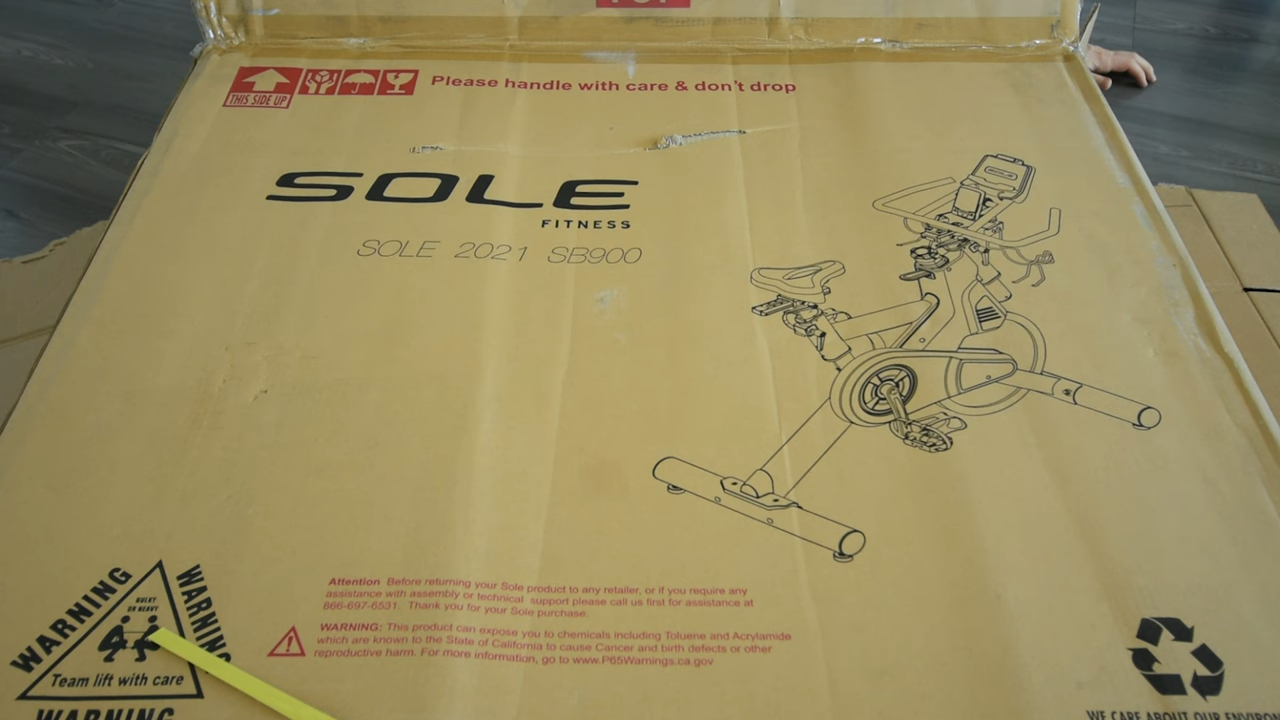 THIS SIDE UP
Please handle with care & don't drop
SOLE
FITNESS
SOLE 2021 SB900
WARNING
WARNING
BULKY
OR HEAVY
Team lift with care
WARNING
Attention Before returning your Sole product to any retailer, or if you require any
assistance with assembly or technical support please call us first for assistance at
866-697-6531. Thank you for your Sole purchase.
WARNING: This product can expose you to chemicals including Toluene and Acrylamide
which are known to the State of California to cause Cancer and birth defects or other
reproductive harm. For more information, go to www.P65Warnings.ca.gov
WE CARE ABOUT OUR